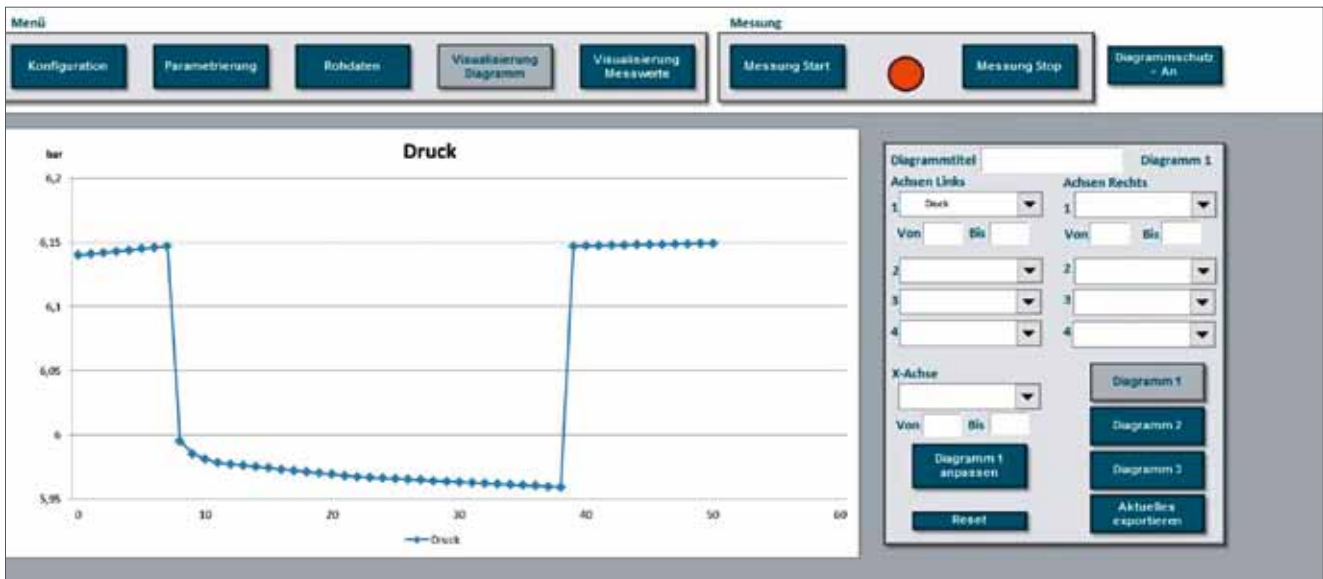 Menü
Messung
Konfiguration
Parametrierung
Rohdaten
Visualisierung
Diagramm
Visualisierung
Messwerte
Messung Start
Messung Stop
Diagrammschutz
- An
bar
Druck
6,2
6,15
6,1
6,05
6
5,95
0 10 20 30 40 50 60
Druck
Diagrammtitel
Diagramm 1
Achsen Links
Achsen Rechts
1 Druck
1
Von Bis
Von Bis
2
2
3
3
4
4
X-Achse
Von Bis
Diagramm 1
anpassen
Reset
Diagramm 1
Diagramm 2
Diagramm 3
Aktuelles
exportieren